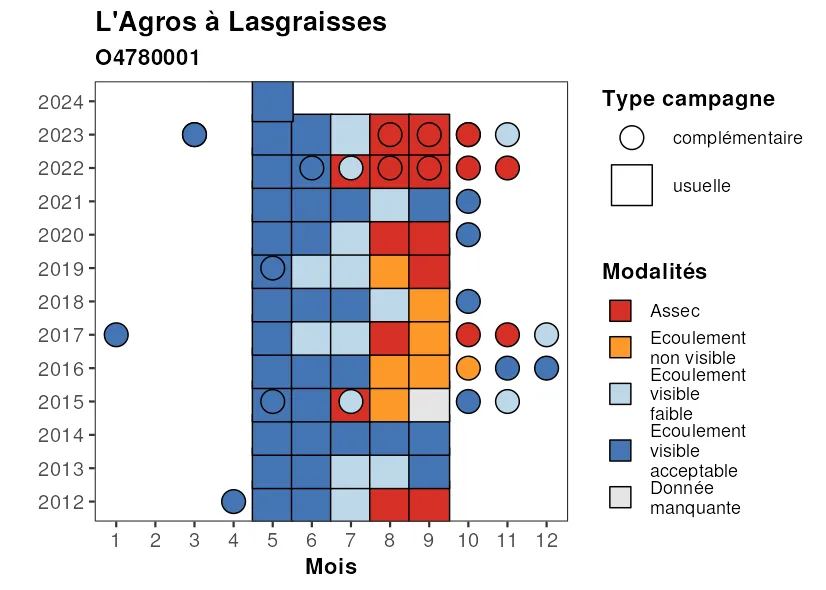 L'Agros à Lasgraisses
O4780001
2024
2023
2022
2021
2020
2019
2018
2017
2016
2015
2014
2013
2012
1 2 3 4 5 6 7 8 9 10 11 12
Mois
Type campagne
complémentaire
usuelle
Modalités
Assec
Ecoulement
non visible
Ecoulement
visible
faible
Ecoulement
visible
acceptable
Donnée
manquante